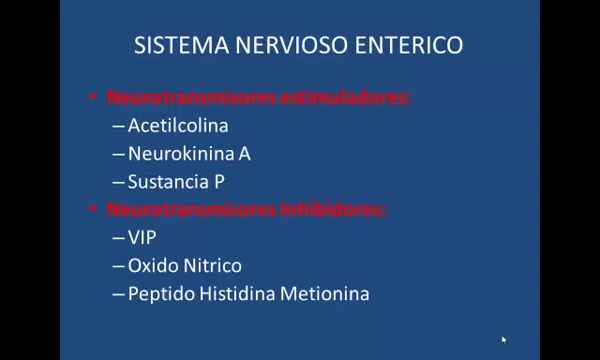 SISTEMA NERVIOSO ENTERICO
• Neurotransmisores estimuladores:
– Acetilcolina
– Neurokinina A
– Sustancia P
• Neurotransmisores Inhibidores:
– VIP
– Oxido Nitrico
– Peptido Histidina Metionina